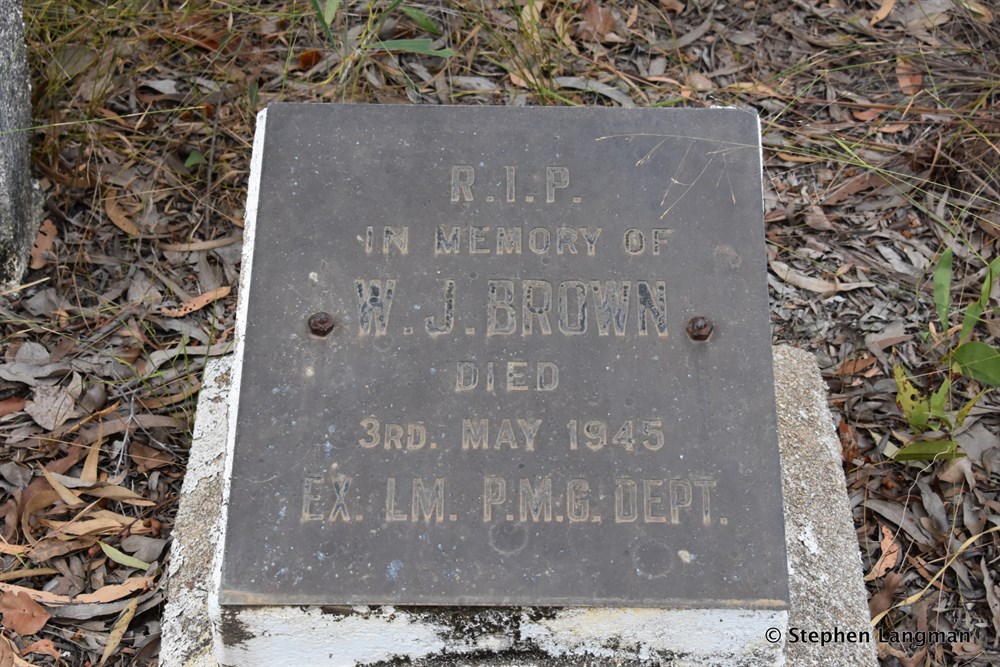 R.I.P.
IN MEMORY OF
W.J. BROWN
DIED
3RD. MAY 1945
EX. LM. P.M.G. DEPT.
© Stephen Langman